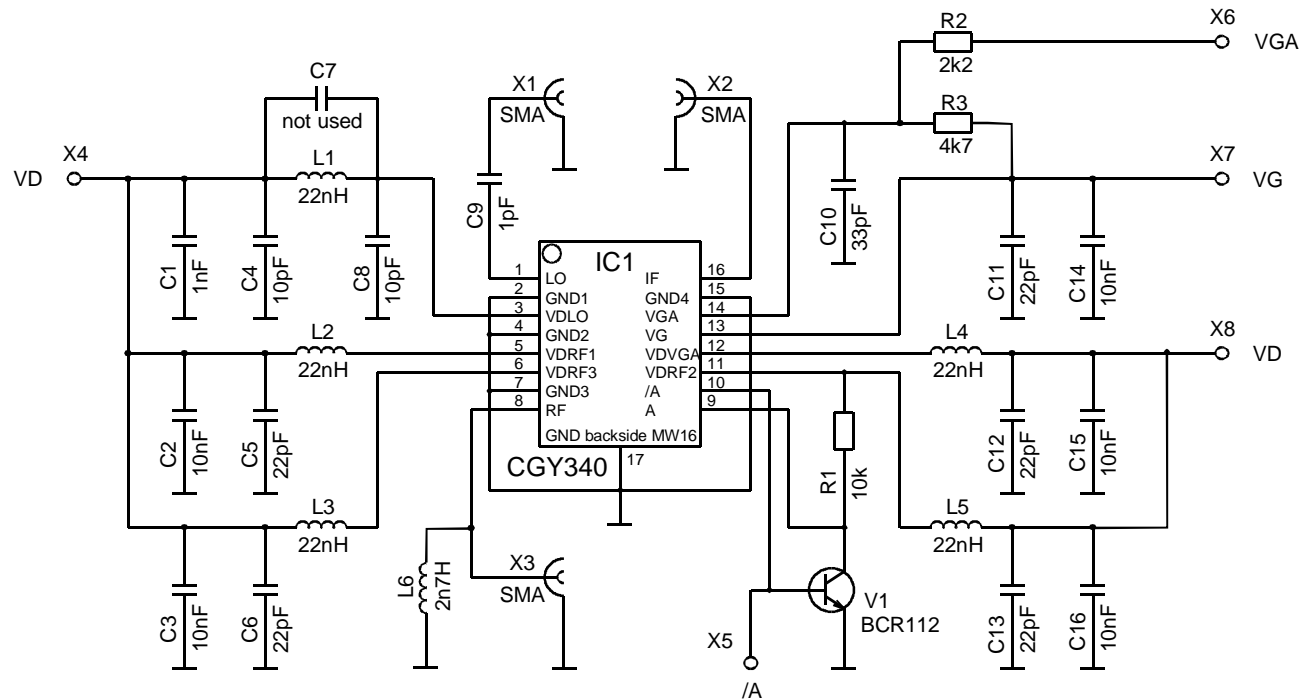 X6
R2
VGA
2k2
C7
X1
X2
not used
SMA
SMA
R3
4k7
X4
L1
X7
VD
22nH
VG
C9
1pF
C10
33pF
C1
1nF
C4
10pF
C8
10pF
IC1
C11
22pF
C14
10nF
1 LO IF 16
2 GND1 GND4 15
3 VDLO VGA 14
4 GND2 VG 13
5 VDRF1 VDVGA 12
6 VDRF3 VDRF2 11
7 GND3 /A 10
8 RF A 9
GND backside MW16
17
CGY340
L2
22nH
L4
22nH
X8
VD
C2
10nF
C5
22pF
R1
10k
C12
22pF
C15
10nF
L3
22nH
L5
22nH
L6
2n7H
X3
SMA
V1
BCR112
C3
10nF
C6
22pF
C13
22pF
C16
10nF
X5
/A